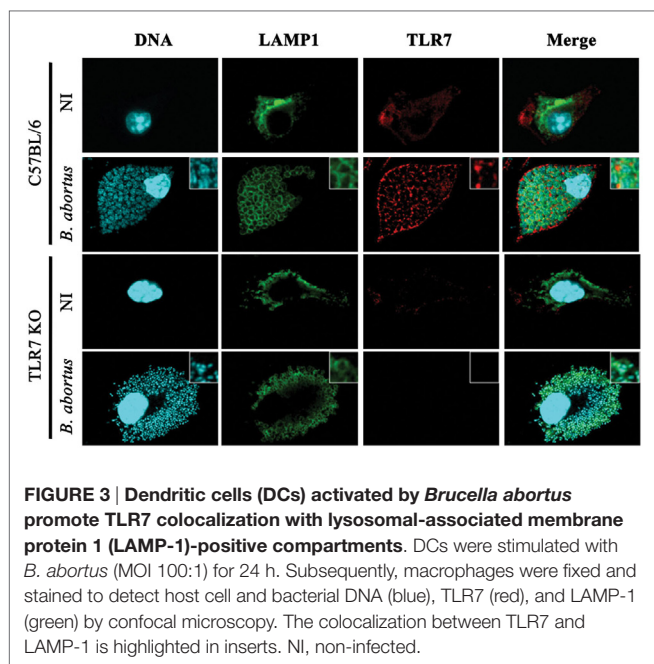 DNA LAMP1 TLR7 Merge
C57BL/6
NI
B. abortus
TLR7 KO
NI
B. abortus
FIGURE 3 | Dendritic cells (DCs) activated by Brucella abortus
promote TLR7 colocalization with lysosomal-associated membrane
protein 1 (LAMP-1)-positive compartments. DCs were stimulated with
B. abortus (MOI 100:1) for 24 h. Subsequently, macrophages were fixed and
stained to detect host cell and bacterial DNA (blue), TLR7 (red), and LAMP-1
(green) by confocal microscopy. The colocalization between TLR7 and
LAMP-1 is highlighted in inserts. NI, non-infected.